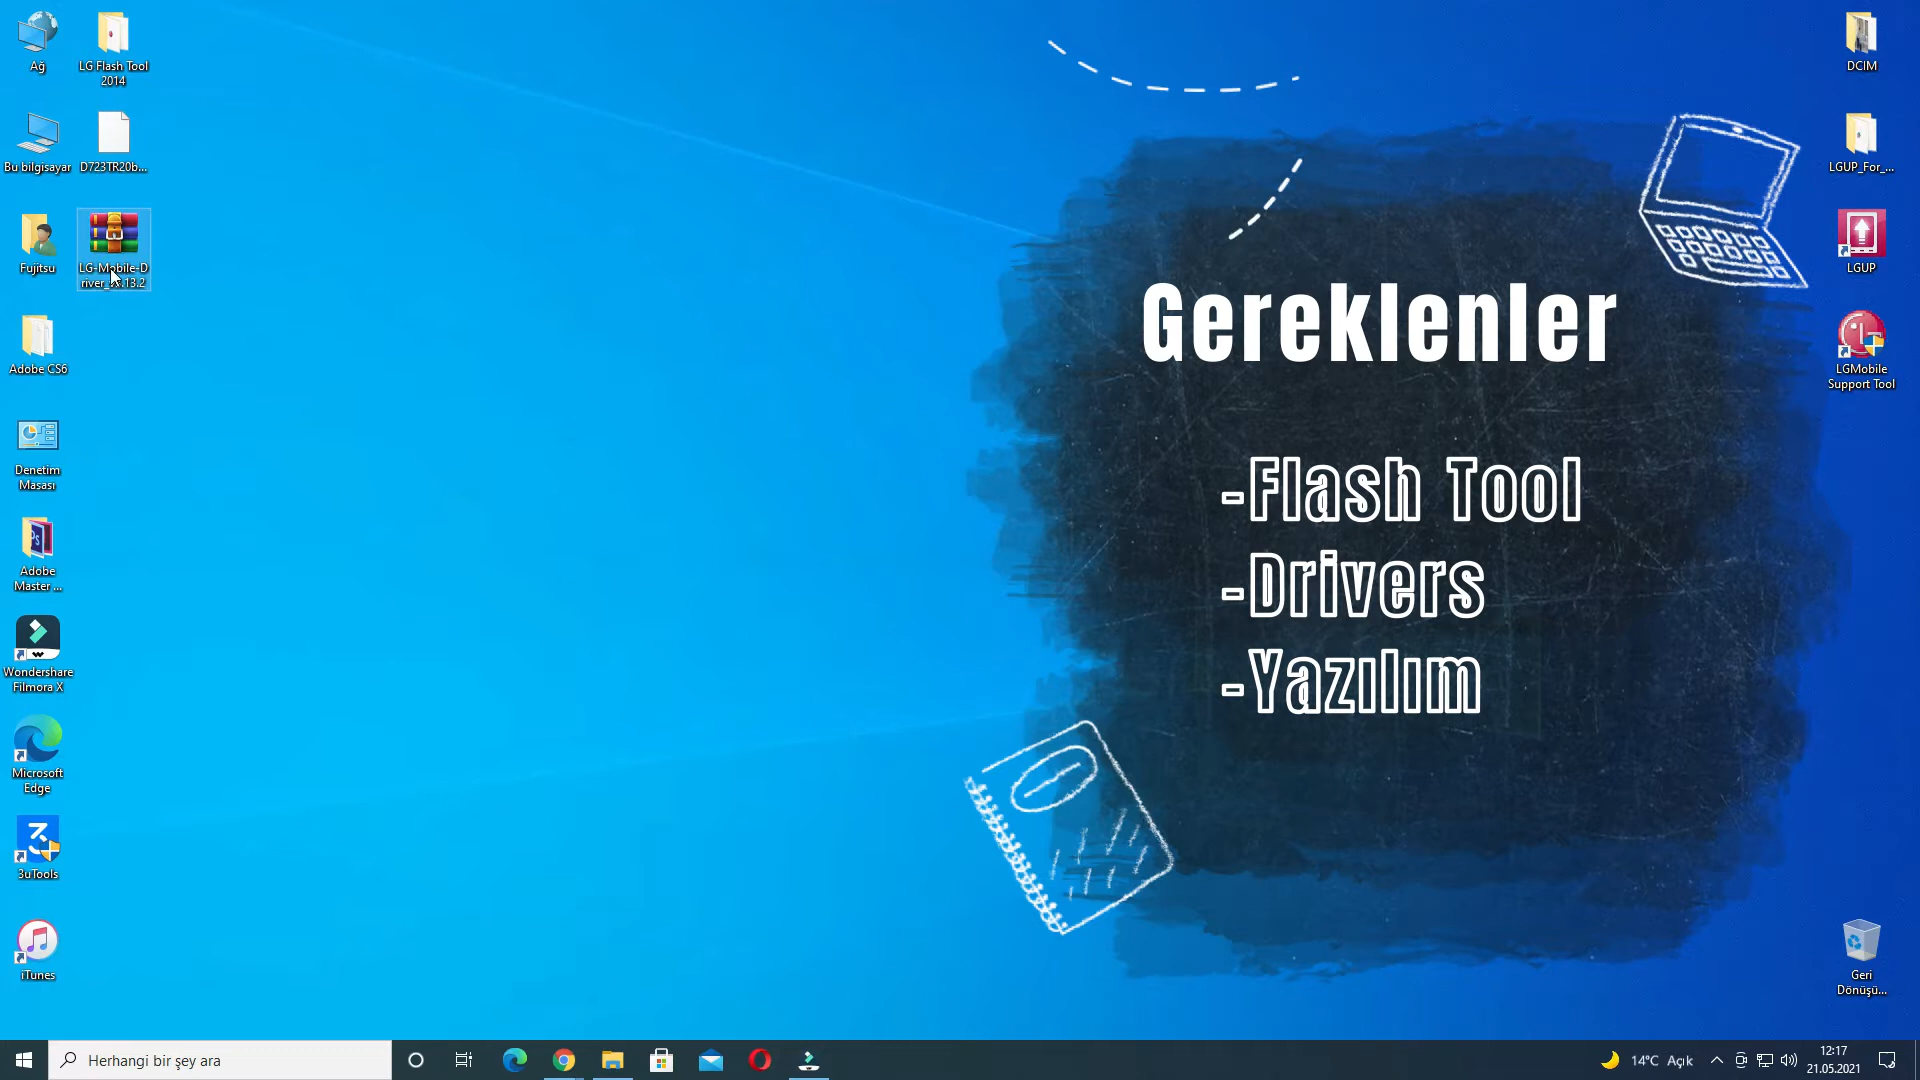 Ağ
LG Flash Tool
2014
Bu bilgisayar
D723TR20b...
Fujitsu
LG-Mobile-D
Adobe CS6
Denetim
Masası
Adobe
Master ...
Wondershare
Filmora X
Microsoft
Edge
3uTools
iTunes
Gereklenler
-Flash Tool
-Drivers
-Yazılım
DCIM
LGUP_For_...
LGUP
LGMobile
Support Tool
Geri
Dönüşü...
Herhangi bir şey ara
14°C Açık
12:17
21.05.2021